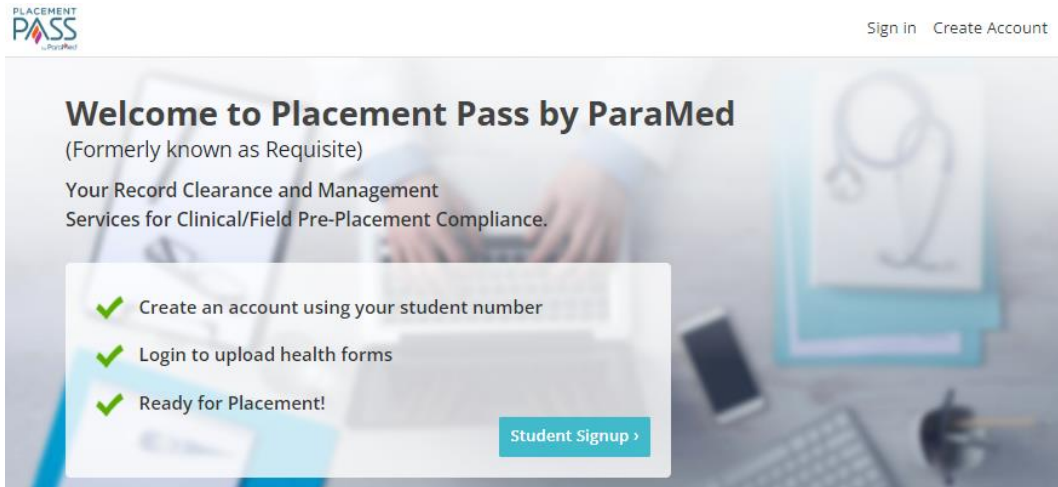 PLACEMENT
PASS
by ParaMed
Sign in Create Account
Welcome to Placement Pass by ParaMed
(Formerly known as Requisite)
Your Record Clearance and Management
Services for Clinical/Field Pre-Placement Compliance.
Create an account using your student number
Login to upload health forms
Ready for Placement!
Student Signup ›